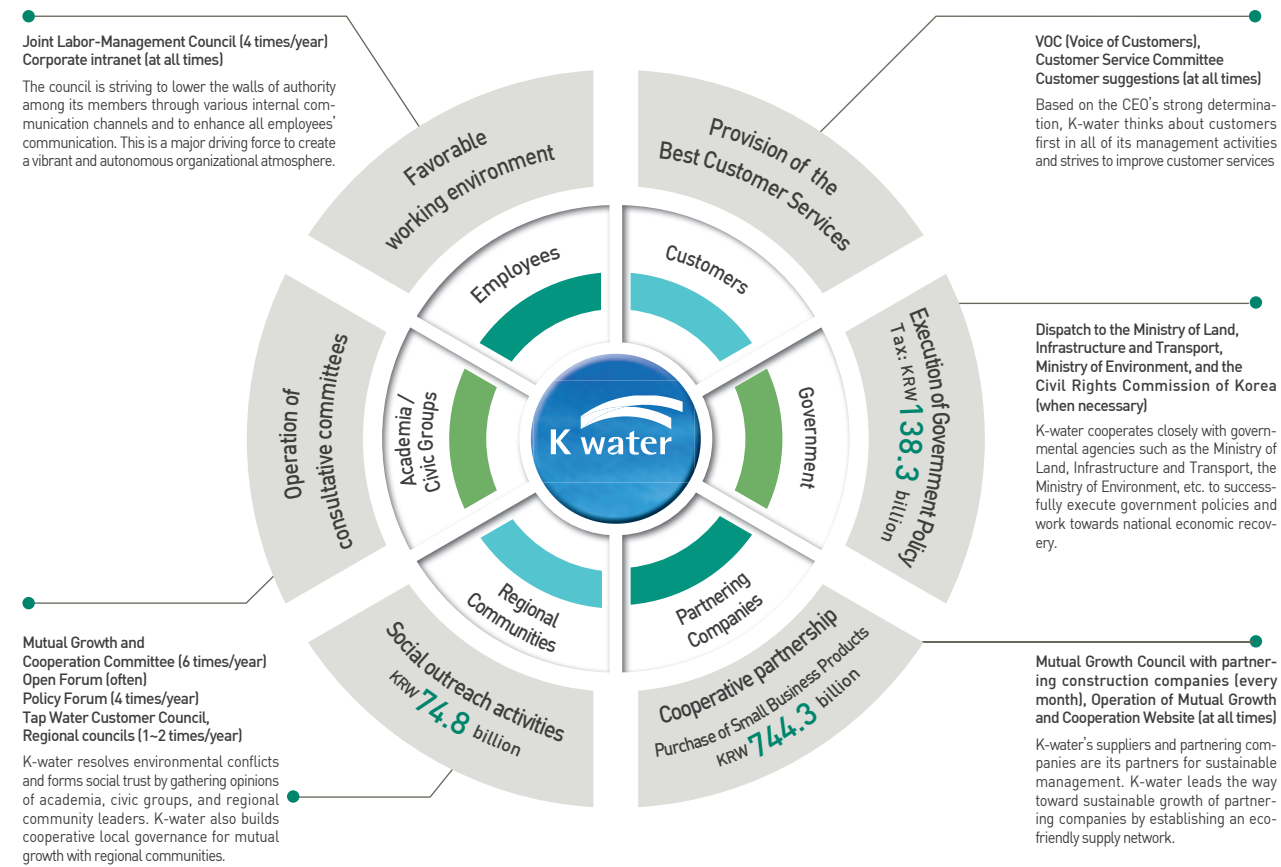 Joint Labor-Management Council (4 times/year)
Corporate intranet (at all times)
The council is striving to lower the walls of authority
among its members through various internal com-
munication channels and to enhance all employees'
communication. This is a major driving force to create
a vibrant and autonomous organizational atmosphere.
VOC (Voice of Customers),
Customer Service Committee
Customer suggestions (at all times)
Based on the CEO's strong determina-
tion, K-water thinks about customers
first in all of its management activities
and strives to improve customer services
Favorable
working environment
Provision of the
Best Customer Services
Employees
Customers
Operation of
consultative committees
Academia /
Civic Groups
K water
Government
Execution of Government Policy
Tax: KRW 138.3 billion
Dispatch to the Ministry of Land,
Infrastructure and Transport,
Ministry of Environment, and the
Civil Rights Commission of Korea
(when necessary)
K-water cooperates closely with govern-
mental agencies such as the Ministry of
Land, Infrastructure and Transport, the
Ministry of Environment, etc. to success-
fully execute government policies and
work towards national economic recov-
ery.
Regional
Communities
Partnering
Companies
Social outreach activities
KRW 74.8 billion
Cooperative partnership
Purchase of Small Business Products
KRW 744.3 billion
Mutual Growth and
Cooperation Committee (6 times/year)
Open Forum (often)
Policy Forum (4 times/year)
Tap Water Customer Council,
Regional councils (1~2 times/year)
K-water resolves environmental conflicts
and forms social trust by gathering opinions
of academia, civic groups, and regional
community leaders. K-water also builds
cooperative local governance for mutual
growth with regional communities.
Mutual Growth Council with partner-
ing construction companies (every
month), Operation of Mutual Growth
and Cooperation Website (at all times)
K-water's suppliers and partnering com-
panies are its partners for sustainable
management. K-water leads the way
toward sustainable growth of partner-
ing companies by establishing an eco-
friendly supply network.